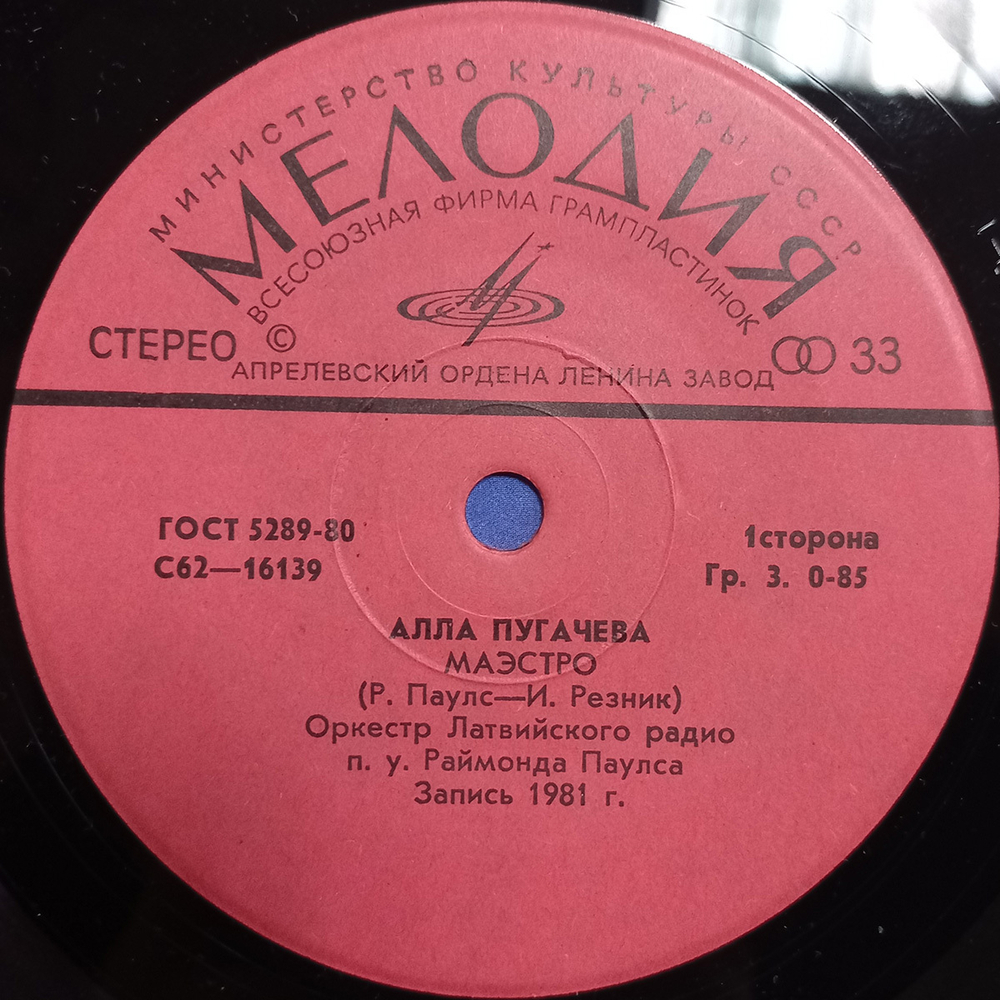 МИНИСТЕРСТВО КУЛЬТУРЫ СССР
МЕЛОДИЯ
ВСЕСОЮЗНАЯ ФИРМА ГРАМПЛАСТИНОК
СТЕРЕО ©
33
АПРЕЛЕВСКИЙ ОРДЕНА ЛЕНИНА ЗАВОД
ГОСТ 5289-80
С62—16139
1сторона
Гр. 3. 0-85
АЛЛА ПУГАЧЕВА
МАЭСТРО
(Р. Паулс—И. Резник)
Оркестр Латвийского радио
п. у. Раймонда Паулса
Запись 1981 г.